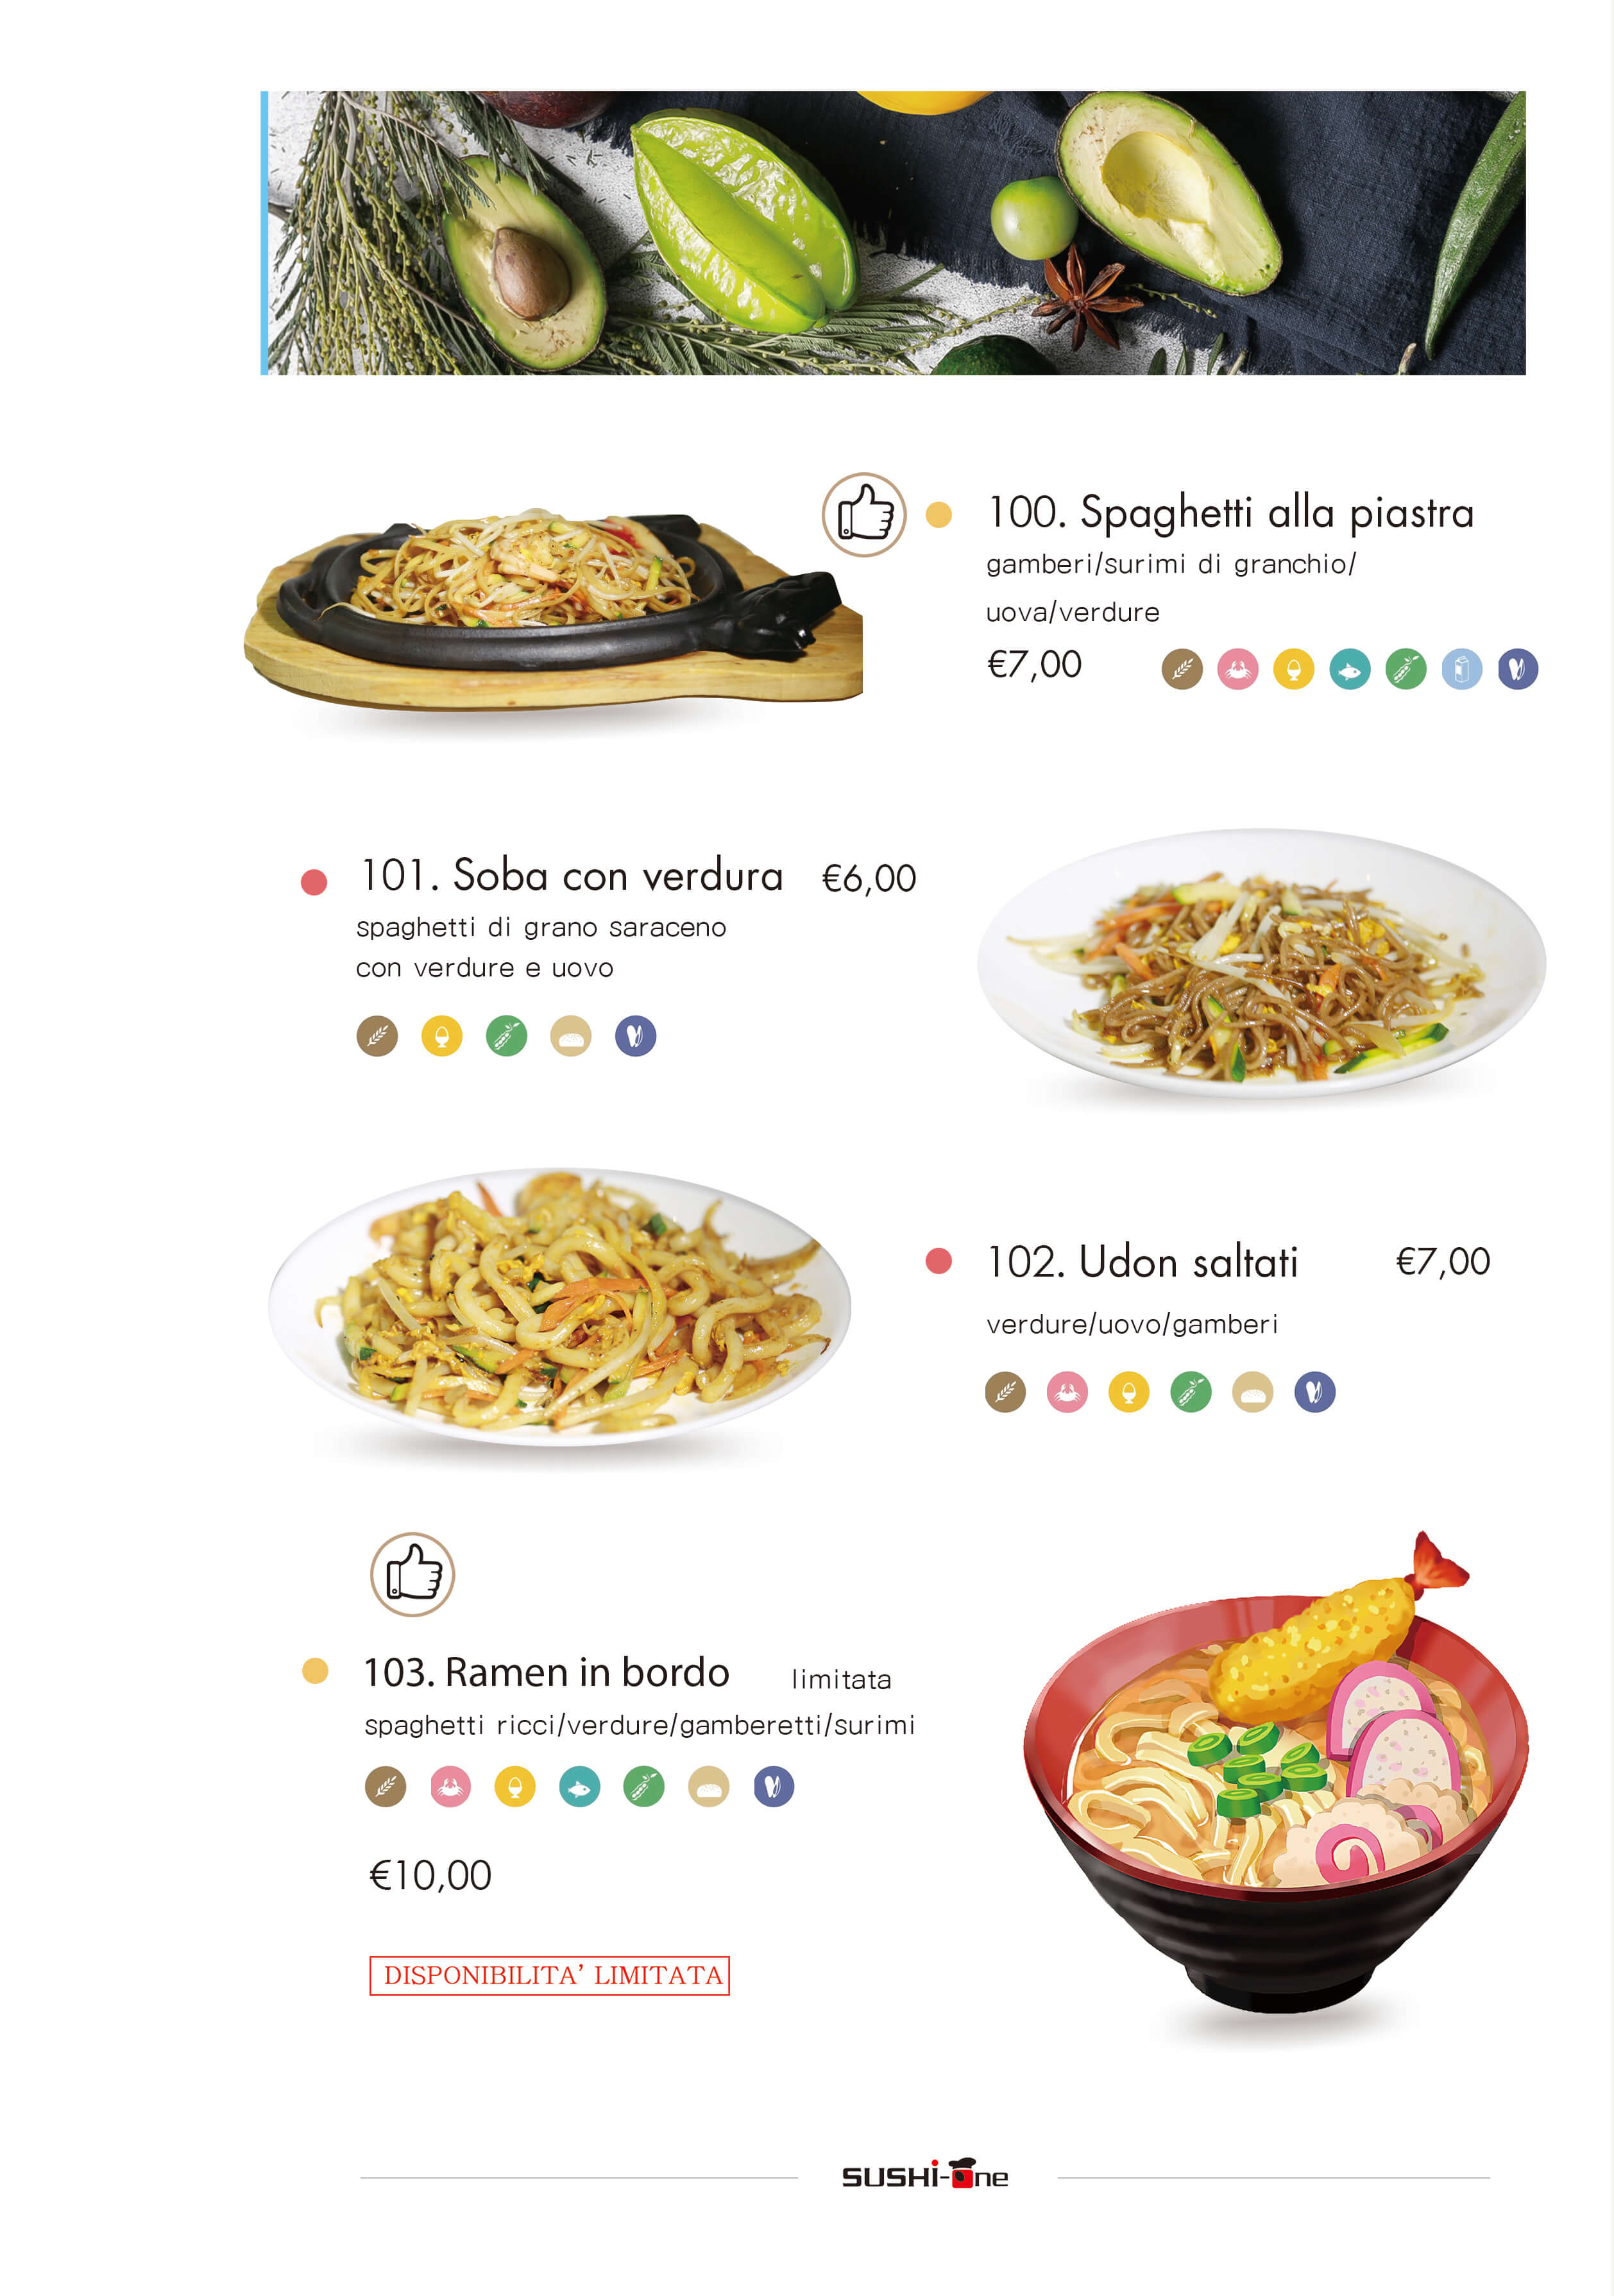 100. Spaghetti alla piastra
gamberi/surimi di granchio/
uova/verdure
€7,00
101. Soba con verdura €6,00
spaghetti di grano saraceno
con verdure e uovo
102. Udon saltati €7,00
verdure/uovo/gamberi
103. Ramen in bordo limitata
spaghetti ricci/verdure/gamberetti/surimi
€10,00
DISPONIBILITA’ LIMITATA
SUSHi-One